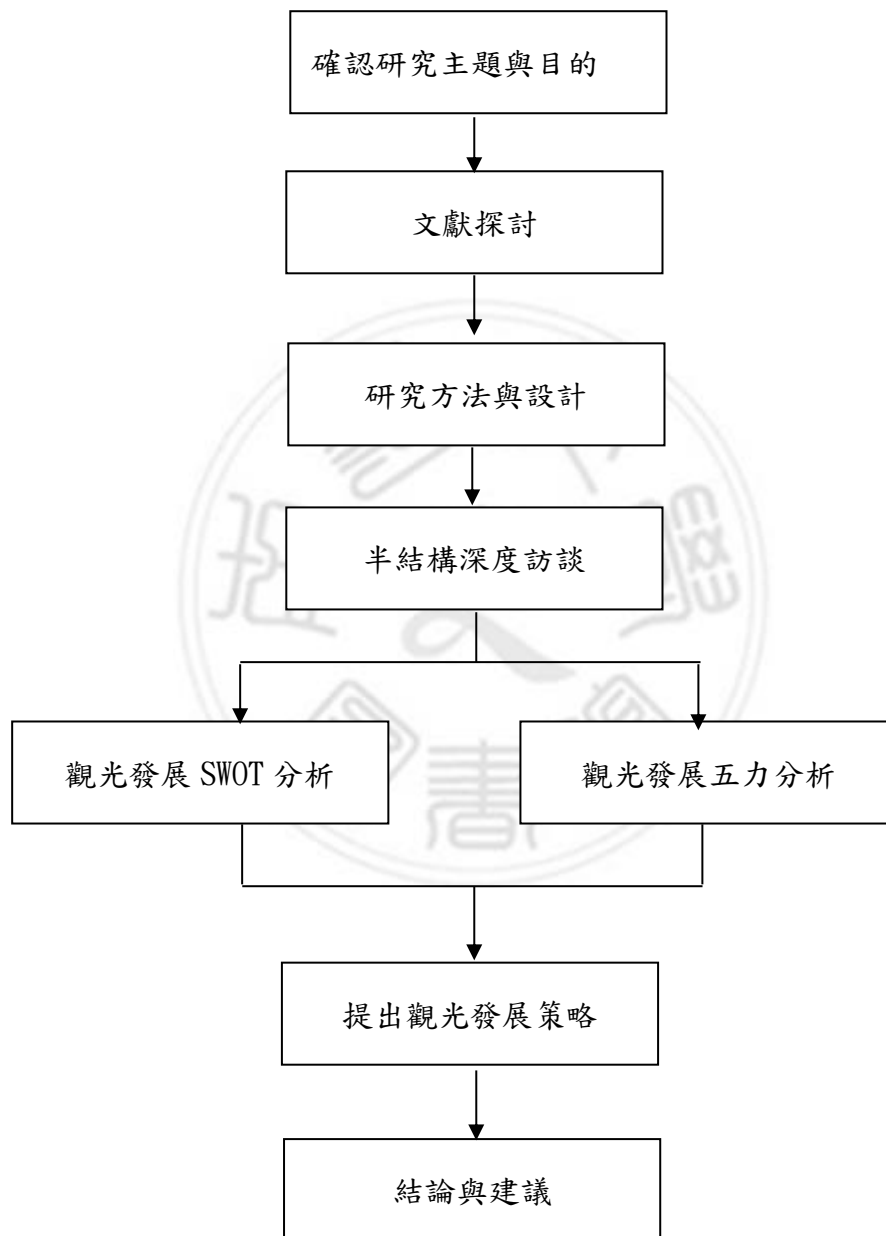 確認研究主題與目的
文獻探討
研究方法與設計
半結構深度訪談
觀光發展 SWOT 分析
觀光發展五力分析
提出觀光發展策略
結論與建議